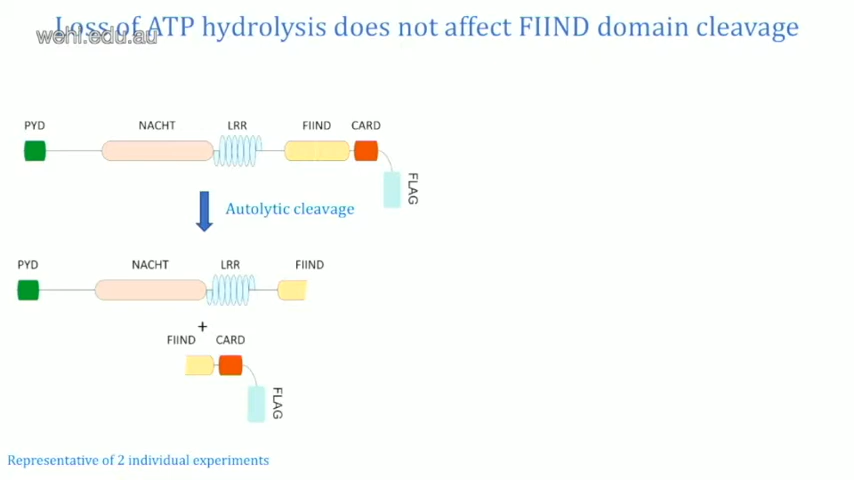 Loss of ATP hydrolysis does not affect FIIND domain cleavage
wehi.edu.au
PYD NACHT LRR FIIND CARD
FLAG
Autolytic cleavage
PYD NACHT LRR FIIND
+
FIIND CARD
FLAG
Representative of 2 individual experiments